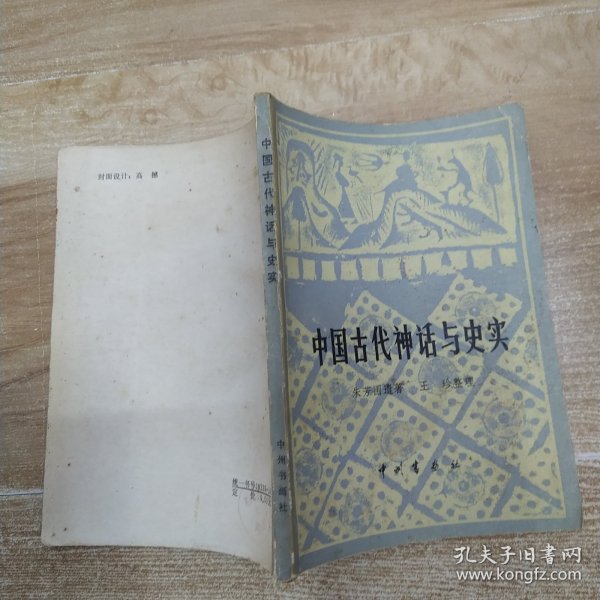 封面设计:高 惄
中国古代神话与史实
中州书画社
中国古代神话与史实
朱芳圃遗著 王 珍整理
中州书画社
孔夫子旧书网
www.kongfz.com